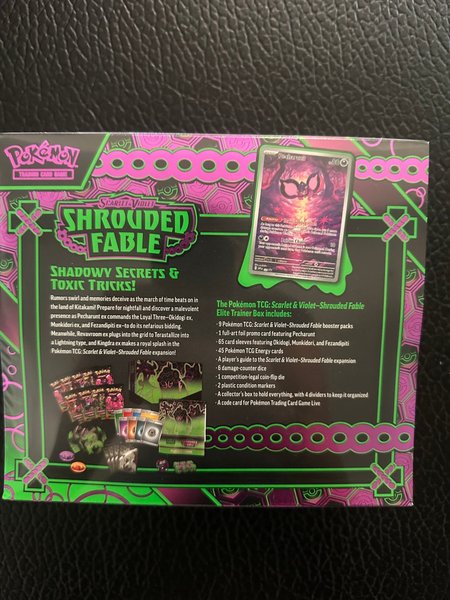 Pokémon
TRADING CARD GAME
SCARLET & VIOLET
SHROUDED
FABLE
SHADOWY SECRETS &
TOXIC TRICKS!
Rumors swirl and memories deceive as the march of time beats on in
the land of Kitakami! Prepare for nightfall and discover a malevolent
presence as Pecharunt ex commands the Loyal Three–Okidogi ex,
Munkidori ex, and Fezandipiti ex–to do its nefarious bidding.
Meanwhile, Revavroom ex plugs into the grid to Terastallize into
a Lightning type, and Kingdra ex makes a royal splash in the
Pokémon TCG: Scarlet & Violet–Shrouded Fable expansion!
The Pokémon TCG: Scarlet & Violet–Shrouded Fable
Elite Trainer Box includes:
• 9 Pokémon TCG: Scarlet & Violet–Shrouded Fable booster packs
• 1 full-art foil promo card featuring Pecharunt
• 65 card sleeves featuring Okidogi, Munkidori, and Fezandipiti
• 45 Pokémon TCG Energy cards
• A player's guide to the Scarlet & Violet–Shrouded Fable expansion
• 6 damage-counter dice
• 1 competition-legal coin-flip die
• 2 plastic condition markers
• A collector's box to hold everything, with 4 dividers to keep it organized
• A code card for Pokémon Trading Card Game Live